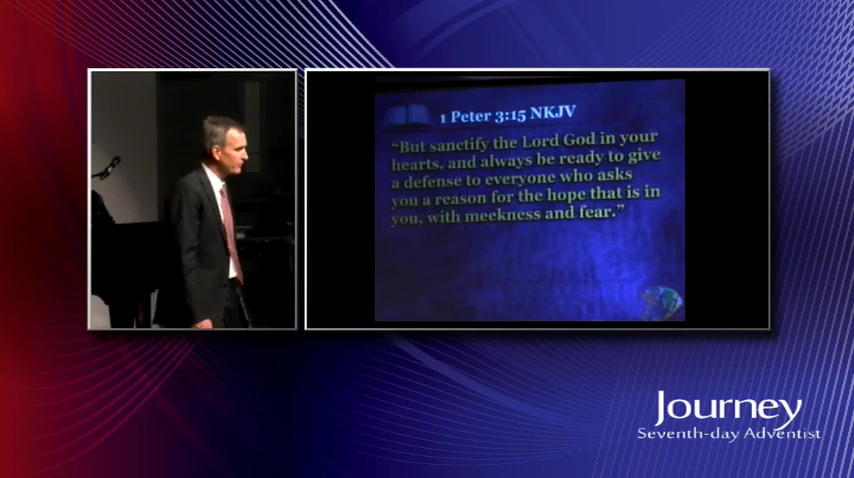 1 Peter 3:15 NKJV
“But sanctify the Lord God in your
hearts, and always be ready to give
a defense to everyone who asks
you a reason for the hope that is in
you, with meekness and fear.”
Journey
Seventh-day Adventist